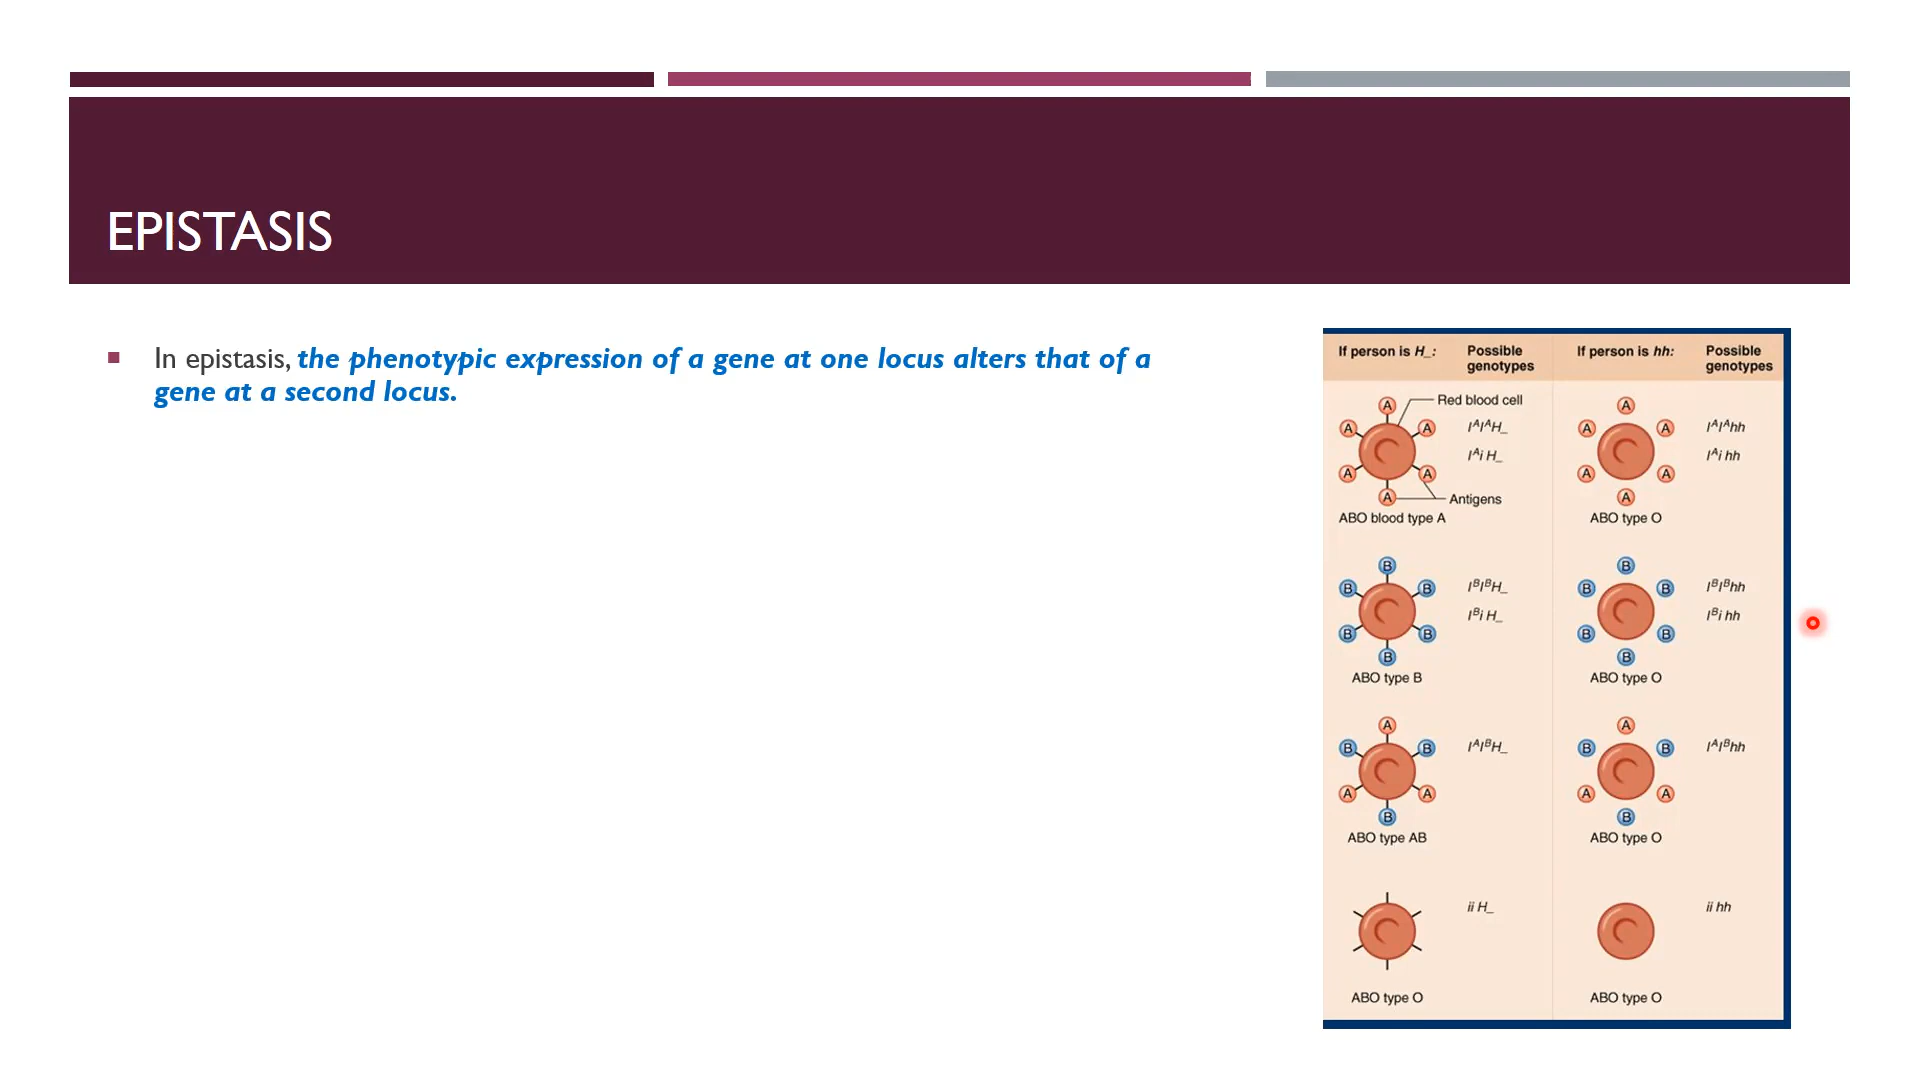 EPISTASIS
In epistasis, the phenotypic expression of a gene at one locus alters that of a
gene at a second locus.
If person is H_: Possible genotypes If person is hh: Possible genotypes
A A A A A A
Red blood cell
Antigens
IᴬIᴬH_
Iᴬi H_
ABO blood type A
A A A A A A
IᴬIᴬhh
Iᴬi hh
ABO type O
B B B B B B
IᴮIᴮH_
Iᴮi H_
ABO type B
B B B B B B
IᴮIᴮhh
Iᴮi hh
ABO type O
A B B A A B
IᴬIᴮH_
ABO type AB
A B B A A B
IᴬIᴮhh
ABO type O
ii H_
ABO type O
ii hh
ABO type O